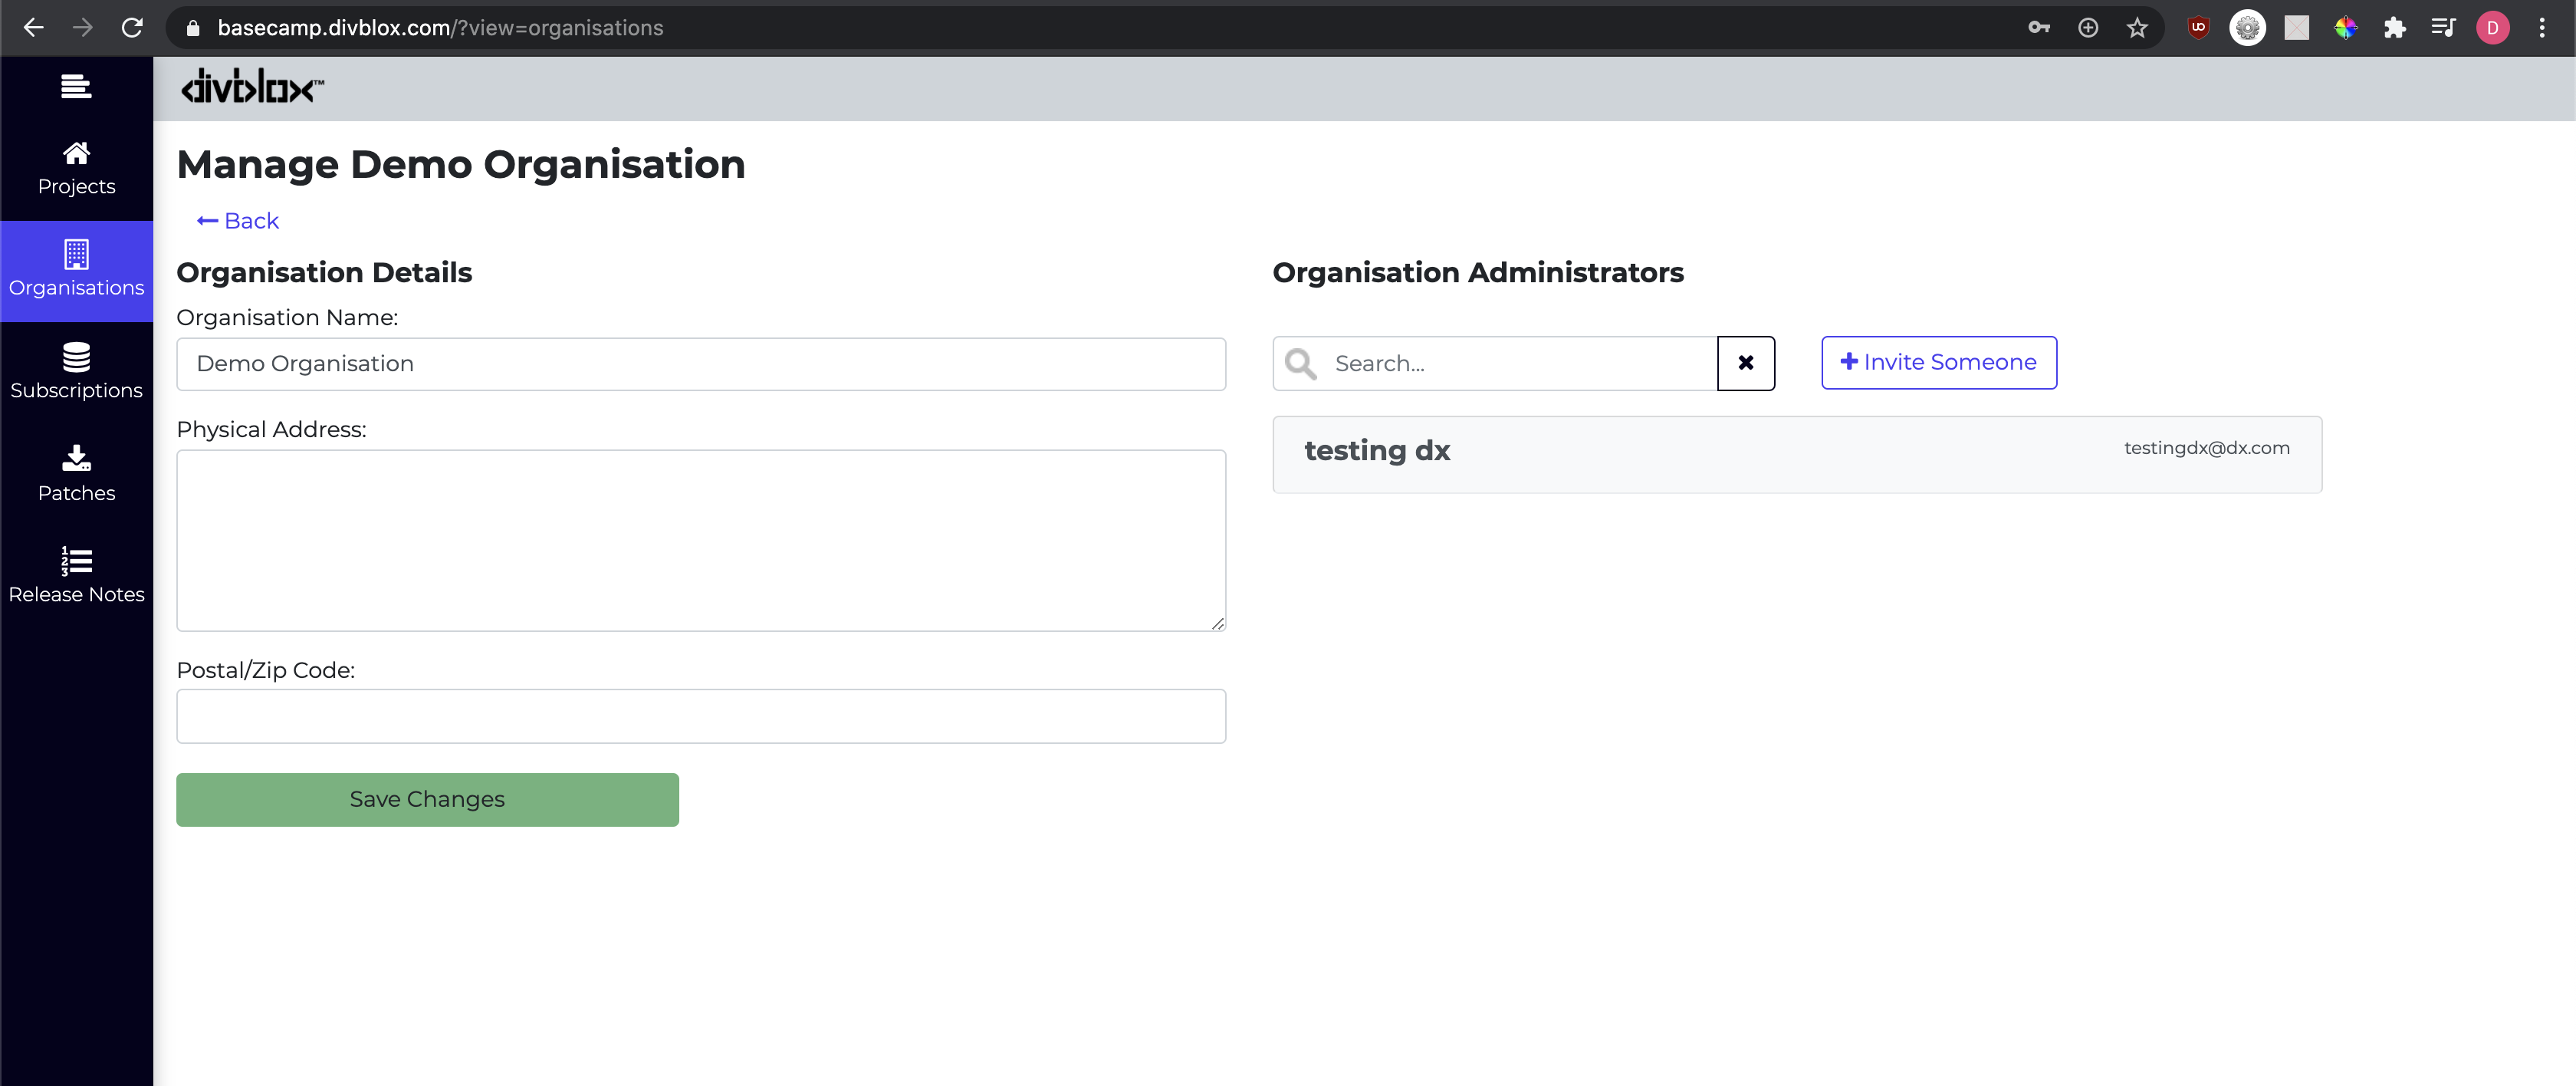 basecamp.divblox.com/?view=organisations
D
divblox™
Projects
Organisations
Subscriptions
Patches
Release Notes
Manage Demo Organisation
Back
Organisation Details
Organisation Name:
Demo Organisation
Physical Address:
Postal/Zip Code:
Save Changes
Organisation Administrators
Search...
Invite Someone
testing dx
testingdx@dx.com